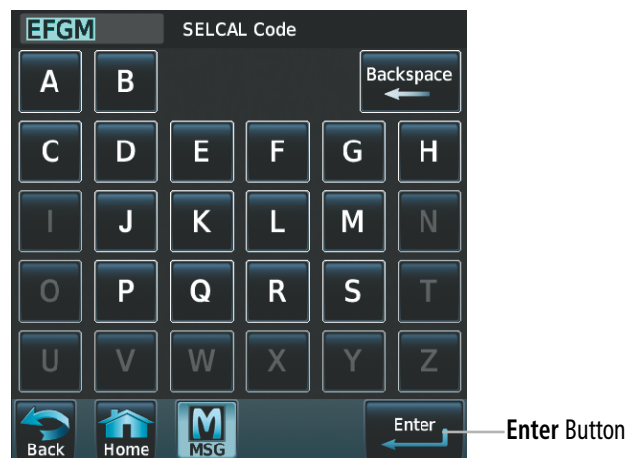 EFGM SELCAL Code
A B Backspace
C D E F G H
I J K L M N
O P Q R S T
U V W X Y Z
Back Home M MSG Enter
Enter Button